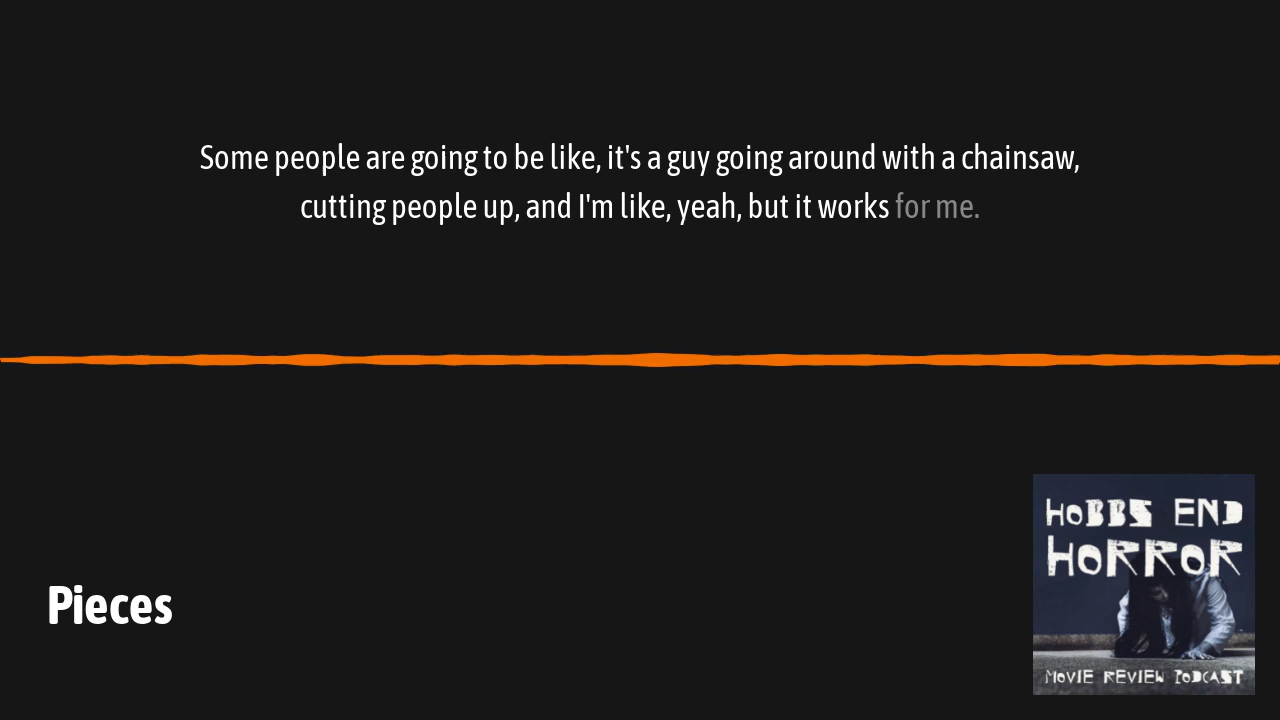 Some people are going to be like, it's a guy going around with a chainsaw,
cutting people up, and I'm like, yeah, but it works for me.
Pieces
HOBBS END
HORROR
MOVIE REVIEW PODCAST